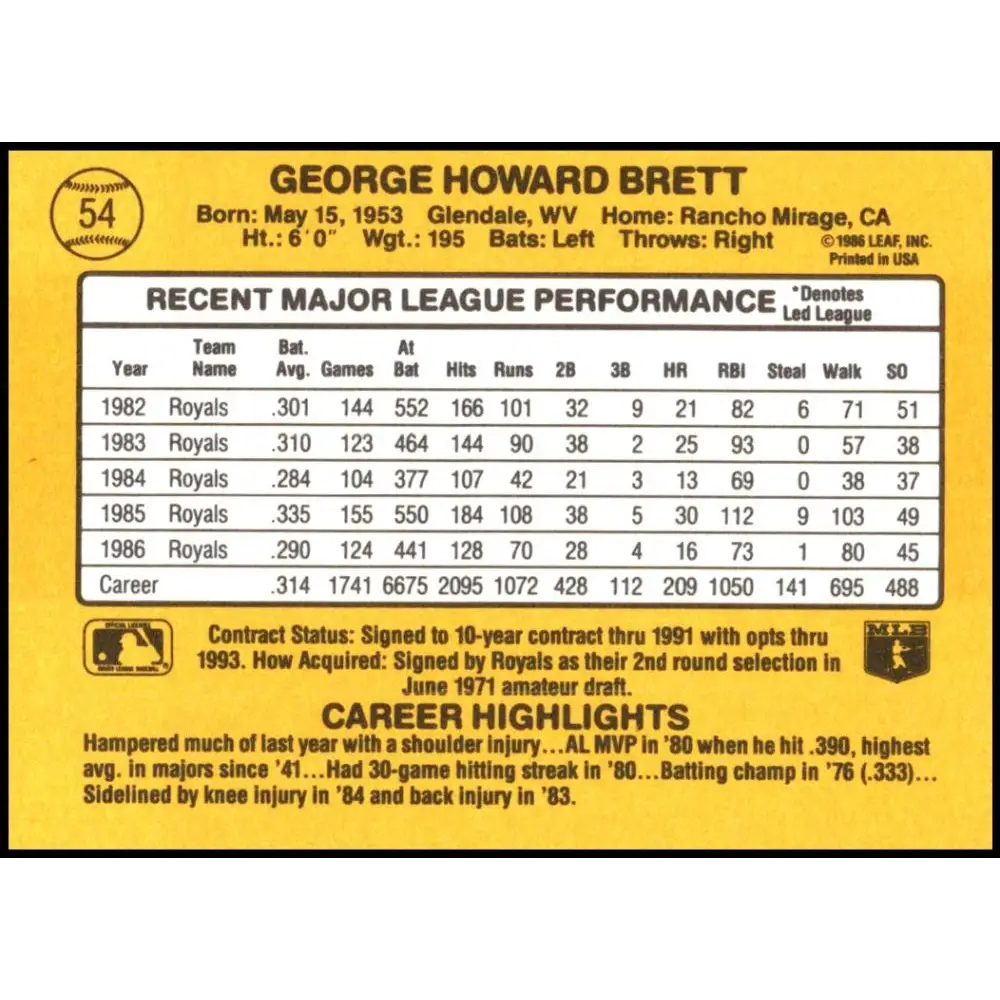 54
GEORGE HOWARD BRETT
Born: May 15, 1953 Glendale, WV Home: Rancho Mirage, CA
Ht.: 6'0" Wgt.: 195 Bats: Left Throws: Right
©1986 LEAF, INC.
Printed in USA
RECENT MAJOR LEAGUE PERFORMANCE *Denotes
Led League
Year Team Name Bat. Avg. Games At Bat Hits Runs 2B 3B HR RBI Steal Walk SO
1982 Royals .301 144 552 166 101 32 9 21 82 6 71 51
1983 Royals .310 123 464 144 90 38 2 25 93 0 57 38
1984 Royals .284 104 377 107 42 21 3 13 69 0 38 37
1985 Royals .335 155 550 184 108 38 5 30 112 9 103 49
1986 Royals .290 124 441 128 70 28 4 16 73 1 80 45
Career .314 1741 6675 2095 1072 428 112 209 1050 141 695 488
OFFICIAL LICENSEE
MAJOR LEAGUE BASEBALL
Contract Status: Signed to 10-year contract thru 1991 with opts thru
1993. How Acquired: Signed by Royals as their 2nd round selection in
June 1971 amateur draft.
MLB
CAREER HIGHLIGHTS
Hampered much of last year with a shoulder injury...AL MVP in '80 when he hit .390, highest
avg. in majors since '41...Had 30-game hitting streak in '80...Batting champ in '76 (.333)...
Sidelined by knee injury in '84 and back injury in '83.